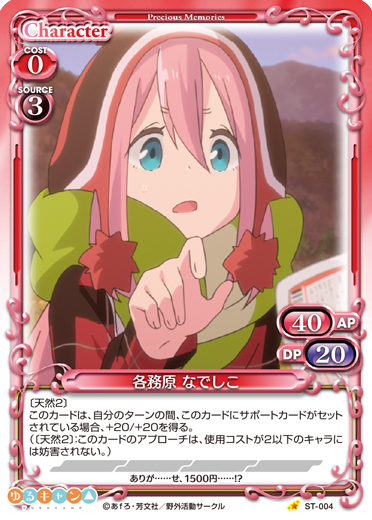 Precious Memories
Character
COST
0
SOURCE
3
40 AP
DP 20
各務原 なでしこ
［天然2］
このカードは、自分のターンの間、このカードにサポートカードがセット
されている場合、+20/+20を得る。
（〔天然2〕:このカードのアプローチは、使用コストが2以下のキャラに
は妨害されない。）
ありが……せ、1500円……!?
ゆるキャン△
©あfろ・芳文社／野外活動サークル
ST-004